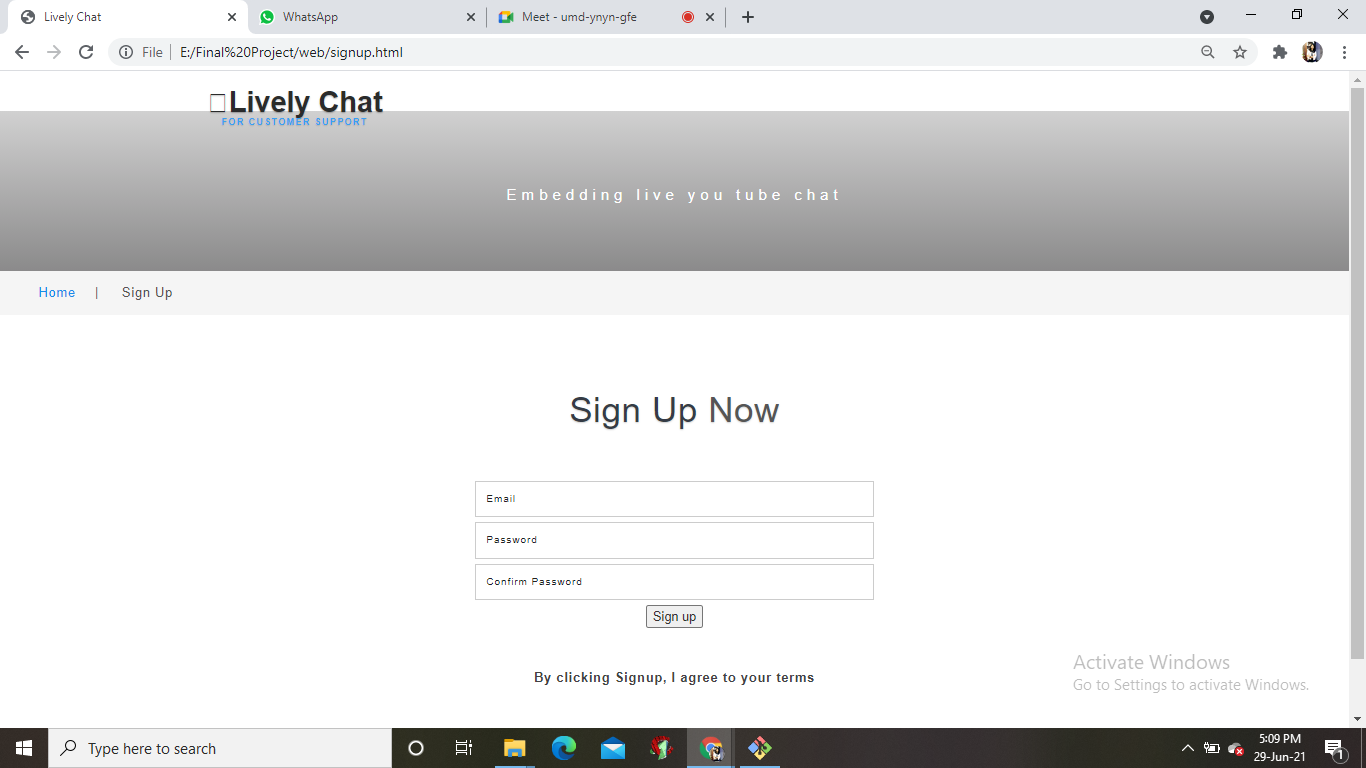 Lively Chat
WhatsApp
Meet - umd-ynyn-gfe
File
E:/Final%20Project/web/signup.html
Lively Chat
FOR CUSTOMER SUPPORT
Embedding live you tube chat
Home | Sign Up
Sign Up Now
Email
Password
Confirm Password
Sign up
By clicking Signup, I agree to your terms
Activate Windows
Go to Settings to activate Windows.
Type here to search
5:09 PM
29-Jun-21
1